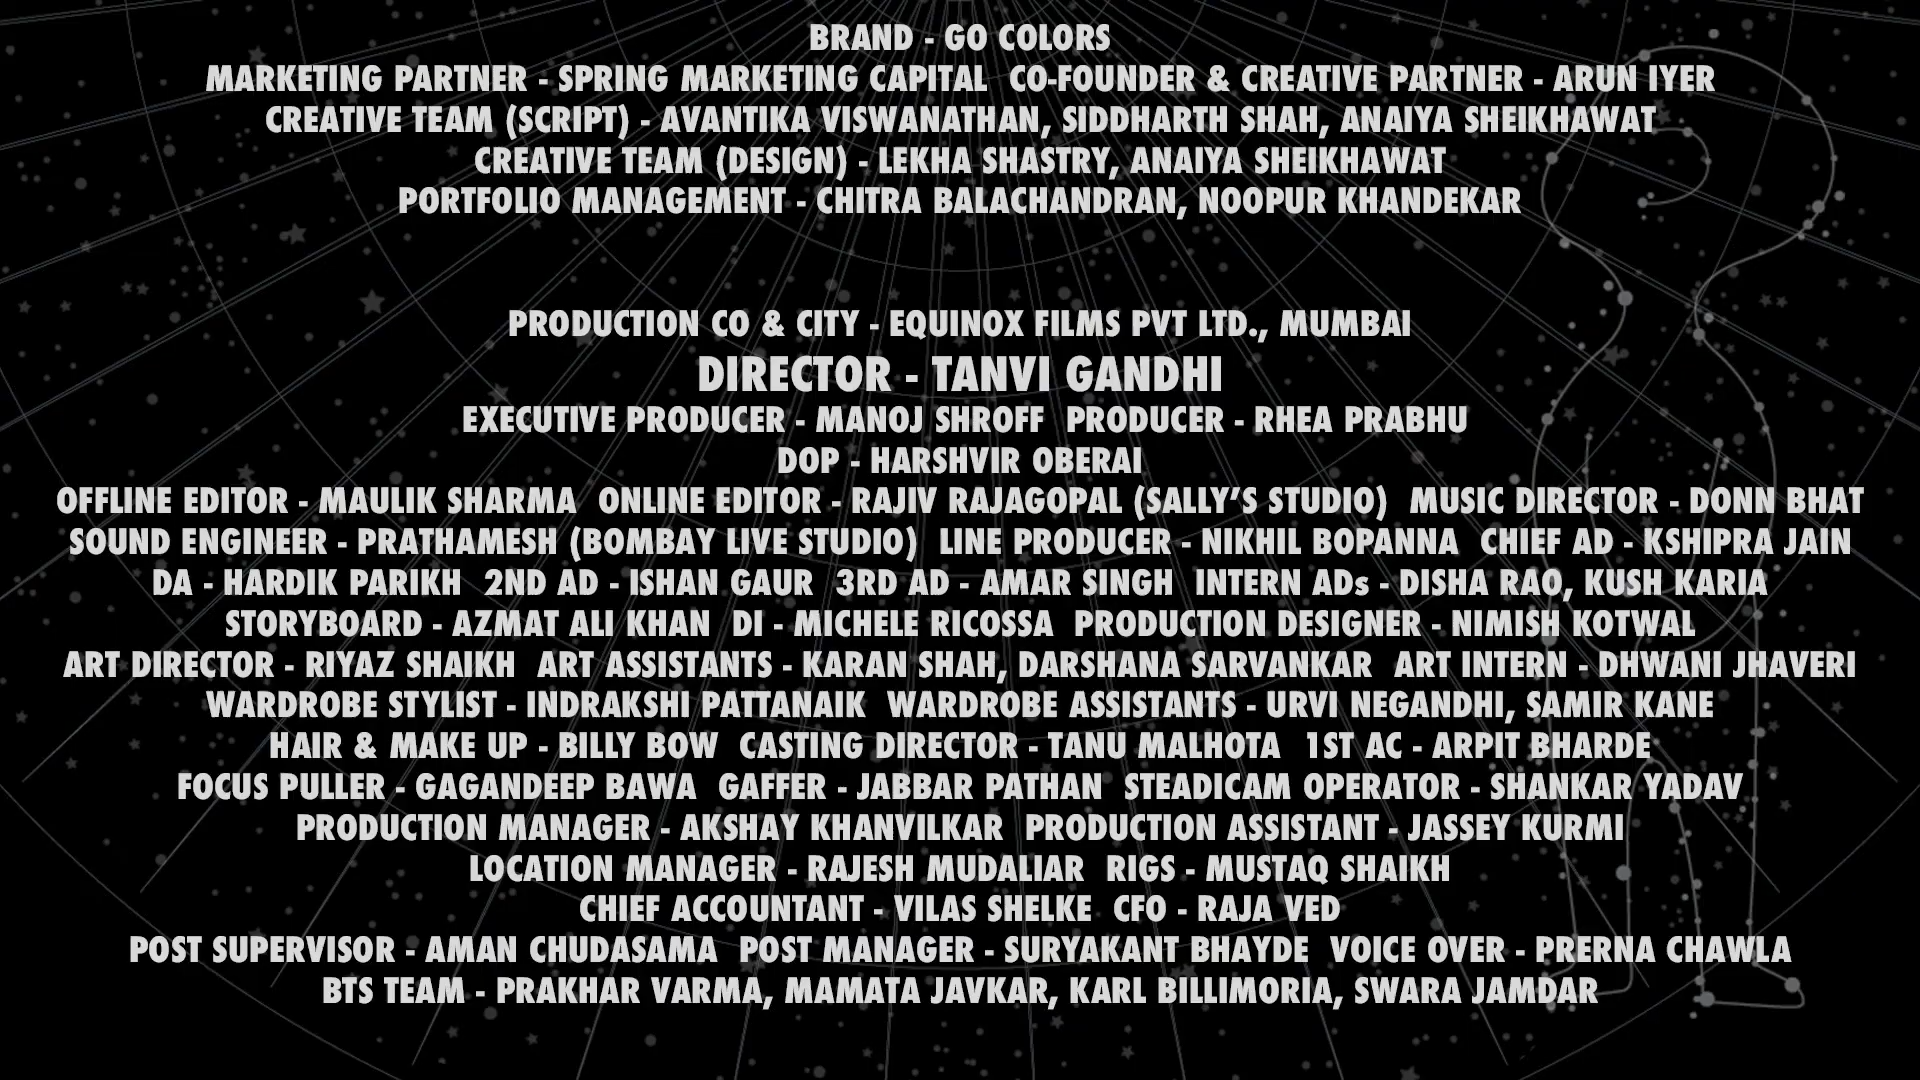 BRAND - GO COLORS
MARKETING PARTNER - SPRING MARKETING CAPITAL CO-FOUNDER & CREATIVE PARTNER - ARUN IYER
CREATIVE TEAM (SCRIPT) - AVANTIKA VISWANATHAN, SIDDHARTH SHAH, ANAIYA SHEIKHAWAT
CREATIVE TEAM (DESIGN) - LEKHA SHASTRY, ANAIYA SHEIKHAWAT
PORTFOLIO MANAGEMENT - CHITRA BALACHANDRAN, NOOPUR KHANDEKAR
PRODUCTION CO & CITY - EQUINOX FILMS PVT LTD., MUMBAI
DIRECTOR - TANVI GANDHI
EXECUTIVE PRODUCER - MANOJ SHROFF PRODUCER - RHEA PRABHU
DOP - HARSHVIR OBERAI
OFFLINE EDITOR - MAULIK SHARMA ONLINE EDITOR - RAJIV RAJAGOPAL (SALLY'S STUDIO) MUSIC DIRECTOR - DONN BHAT
SOUND ENGINEER - PRATHAMESH (BOMBAY LIVE STUDIO) LINE PRODUCER - NIKHIL BOPANNA CHIEF AD - KSHIPRA JAIN
DA - HARDIK PARIKH 2ND AD - ISHAN GAUR 3RD AD - AMAR SINGH INTERN ADs - DISHA RAO, KUSH KARIA
STORYBOARD - AZMAT ALI KHAN DI - MICHELE RICOSSA PRODUCTION DESIGNER - NIMISH KOTWAL
ART DIRECTOR - RIYAZ SHAIKH ART ASSISTANTS - KARAN SHAH, DARSHANA SARVANKAR ART INTERN - DHWANI JHAVERI
WARDROBE STYLIST - INDRAKSHI PATTANAIK WARDROBE ASSISTANTS - URVI NEGANDHI, SAMIR KANE
HAIR & MAKE UP - BILLY BOW CASTING DIRECTOR - TANU MALHOTA 1ST AC - ARPIT BHARDE
FOCUS PULLER - GAGANDEEP BAWA GAFFER - JABBAR PATHAN STEADICAM OPERATOR - SHANKAR YADAV
PRODUCTION MANAGER - AKSHAY KHANVILKAR PRODUCTION ASSISTANT - JASSEY KURMI
LOCATION MANAGER - RAJESH MUDALIAR RIGS - MUSTAQ SHAIKH
CHIEF ACCOUNTANT - VILAS SHELKE CFO - RAJA VED
POST SUPERVISOR - AMAN CHUDASAMA POST MANAGER - SURYAKANT BHAYDE VOICE OVER - PRERNA CHAWLA
BTS TEAM - PRAKHAR VARMA, MAMATA JAVKAR, KARL BILLIMORIA, SWARA JAMDAR